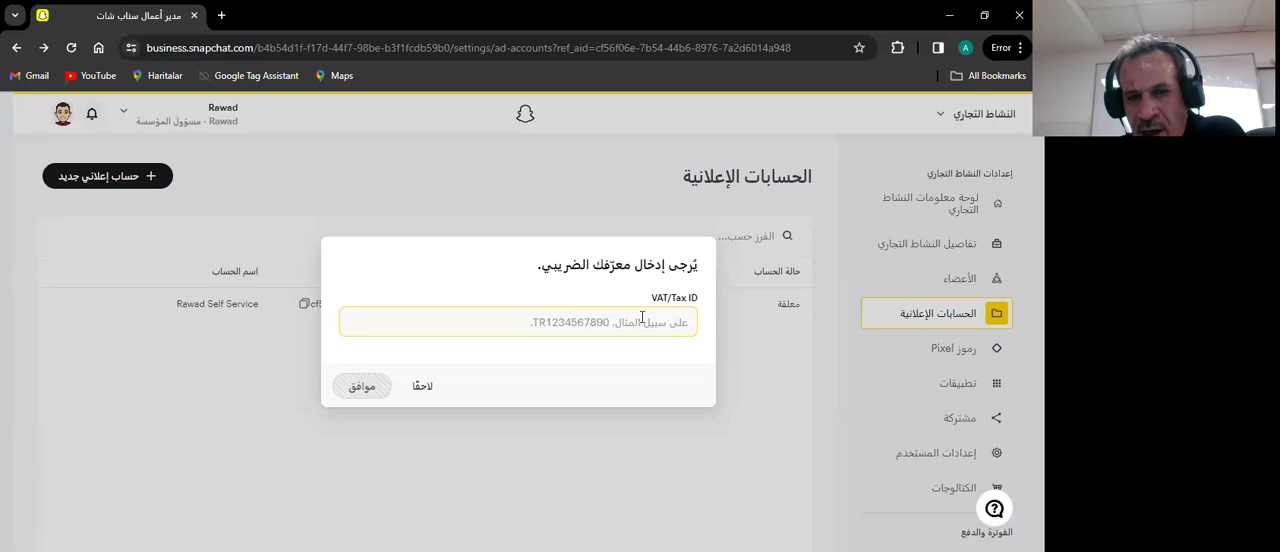 مدير أعمال سناب شات
business.snapchat.com/b4b54d1f-f17d-44f7-98be-b3f1fcdb59b0/settings/ad-accounts?ref_aid=cf56f06e-7b54-44b6-8976-7a2d6014a948
A
Error
Gmail
YouTube
Haritalar
Google Tag Assistant
Maps
All Bookmarks
النشاط التجاري
Rawad
Rawad - مسؤول المؤسسة
إعدادات النشاط التجاري
لوحة معلومات النشاط التجاري
تفاصيل النشاط التجاري
الأعضاء
الحسابات الإعلانية
رموز Pixel
تطبيقات
مشتركة
إعدادات المستخدم
الكتالوجات
الفوترة والدفع
الحسابات الإعلانية
حساب إعلاني جديد
الفرز حسب...
حالة الحساب
اسم الحساب
معلقة
cf5
Rawad Self Service
يُرجى إدخال معرّفك الضريبي.
VAT/Tax ID
على سبيل المثال. TR1234567890.
لاحقًا
موافق